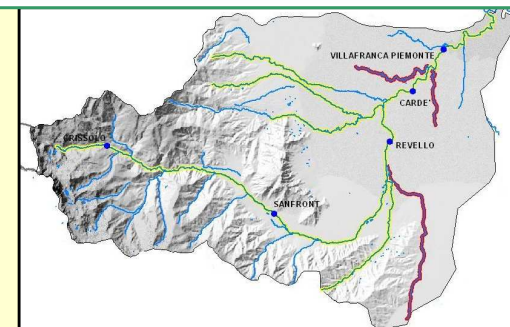 VILLAFRANCA PIEMONTE
CARDE'
CRISSOLO
REVELLO
SANFRONT